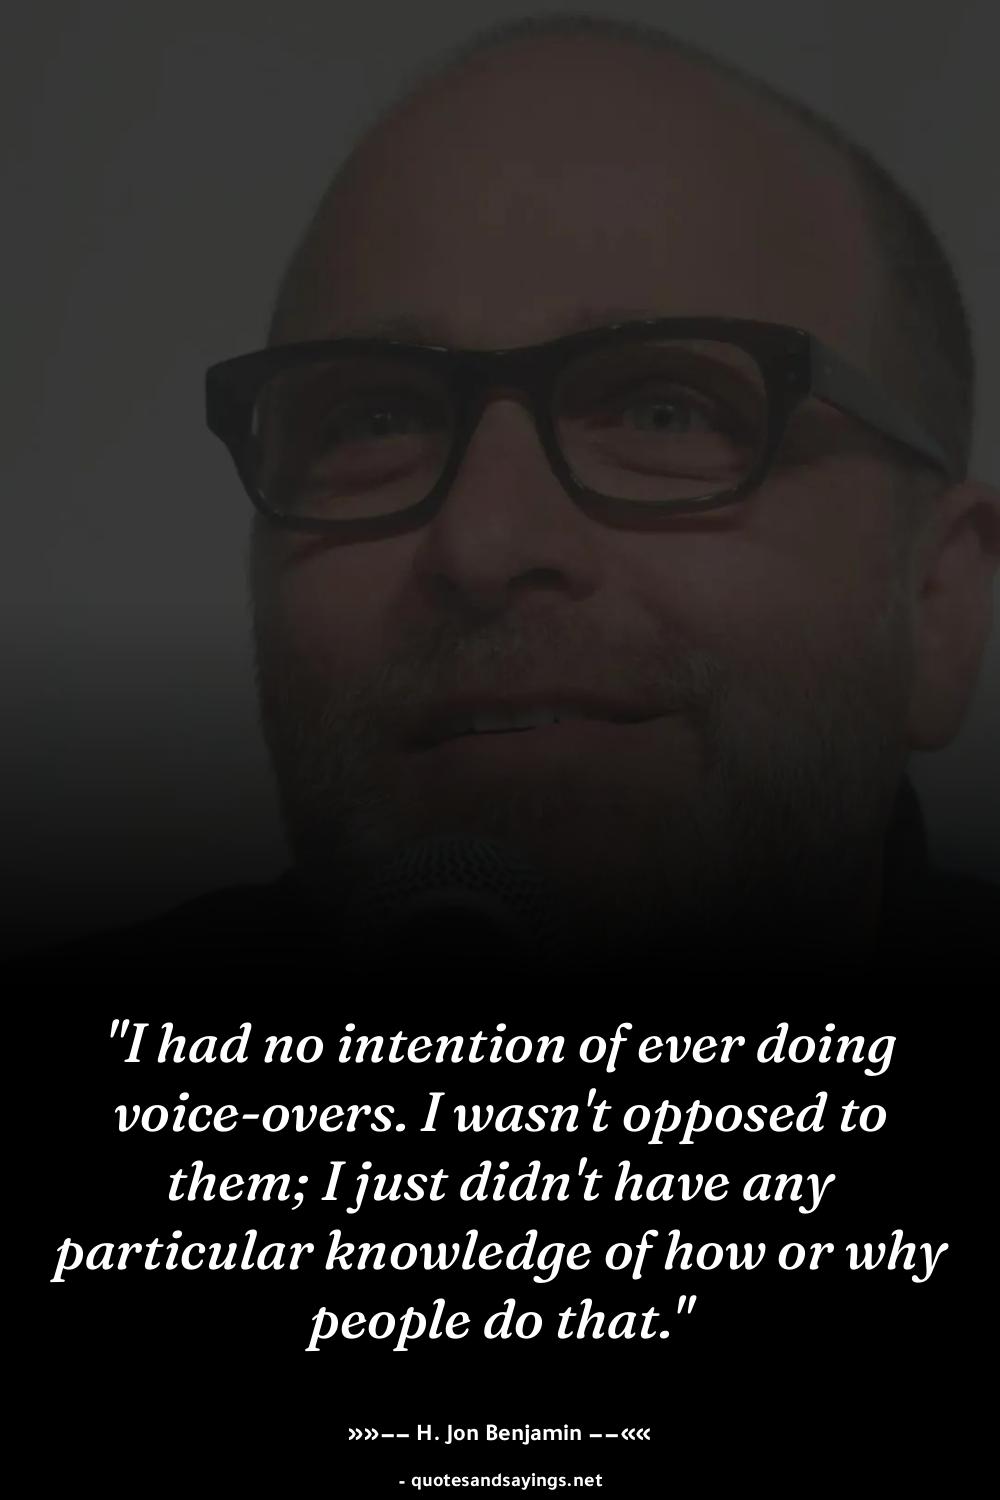 "I had no intention of ever doing
voice-overs. I wasn't opposed to
them; I just didn't have any
particular knowledge of how or why
people do that."
»»–– H. Jon Benjamin ––««
- quotesandsayings.net